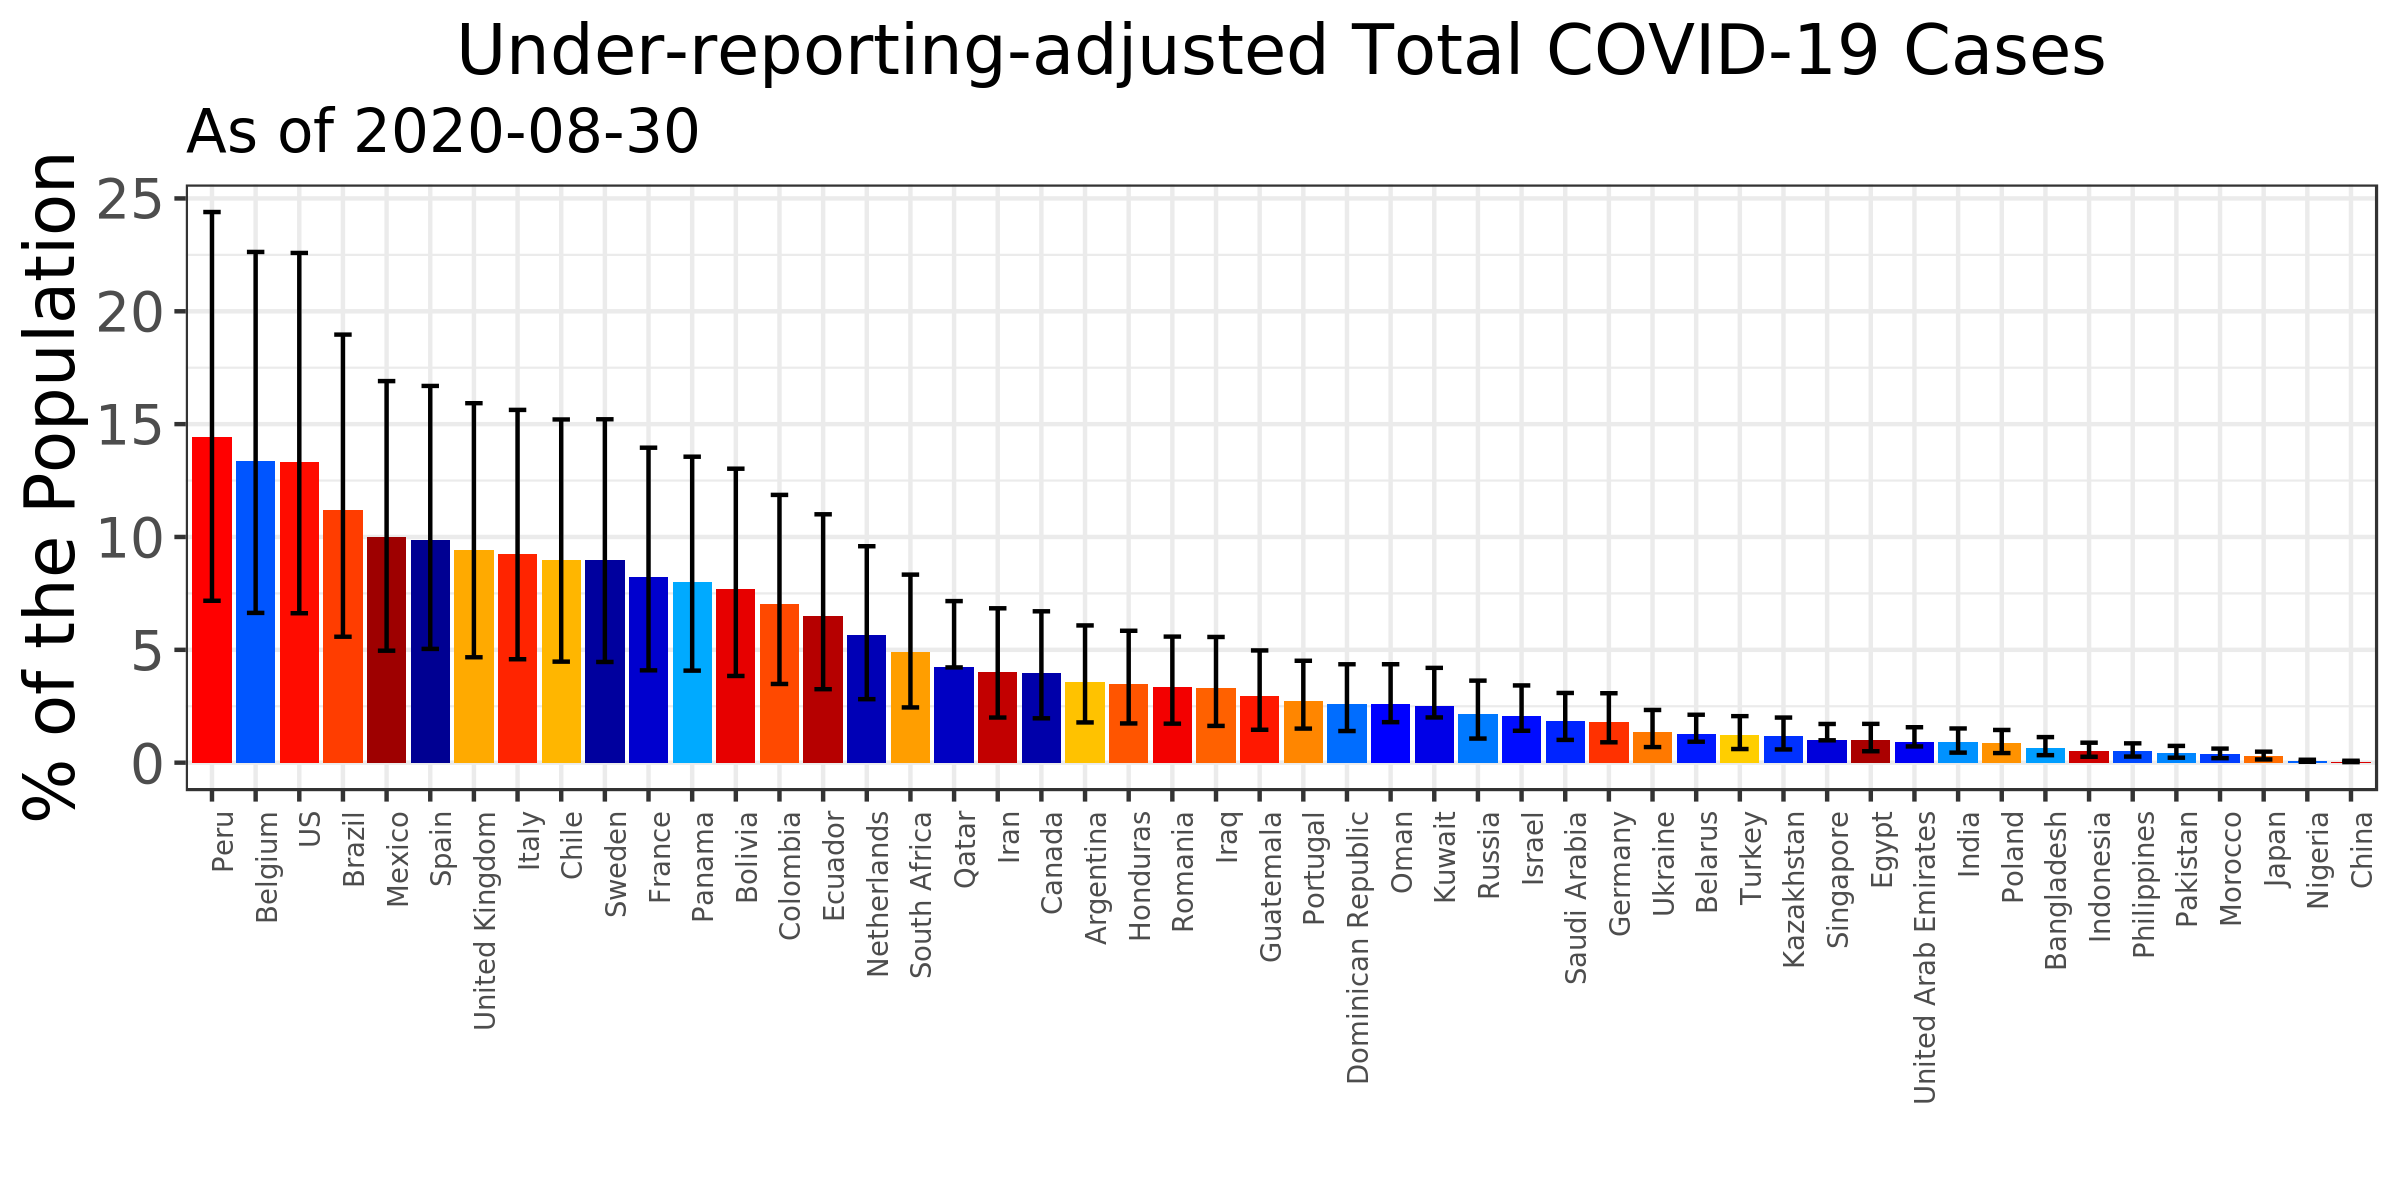 Under-reporting-adjusted Total COVID-19 Cases
As of 2020-08-30
% of the Population
25
20
15
10
5
0
Peru
Belgium
US
Brazil
Mexico
Spain
United Kingdom
Italy
Chile
Sweden
France
Panama
Bolivia
Colombia
Ecuador
Netherlands
South Africa
Qatar
Iran
Canada
Argentina
Honduras
Romania
Iraq
Guatemala
Portugal
Dominican Republic
Oman
Kuwait
Russia
Israel
Saudi Arabia
Germany
Ukraine
Belarus
Turkey
Kazakhstan
Singapore
Egypt
United Arab Emirates
India
Poland
Bangladesh
Indonesia
Philippines
Pakistan
Morocco
Japan
Nigeria
China